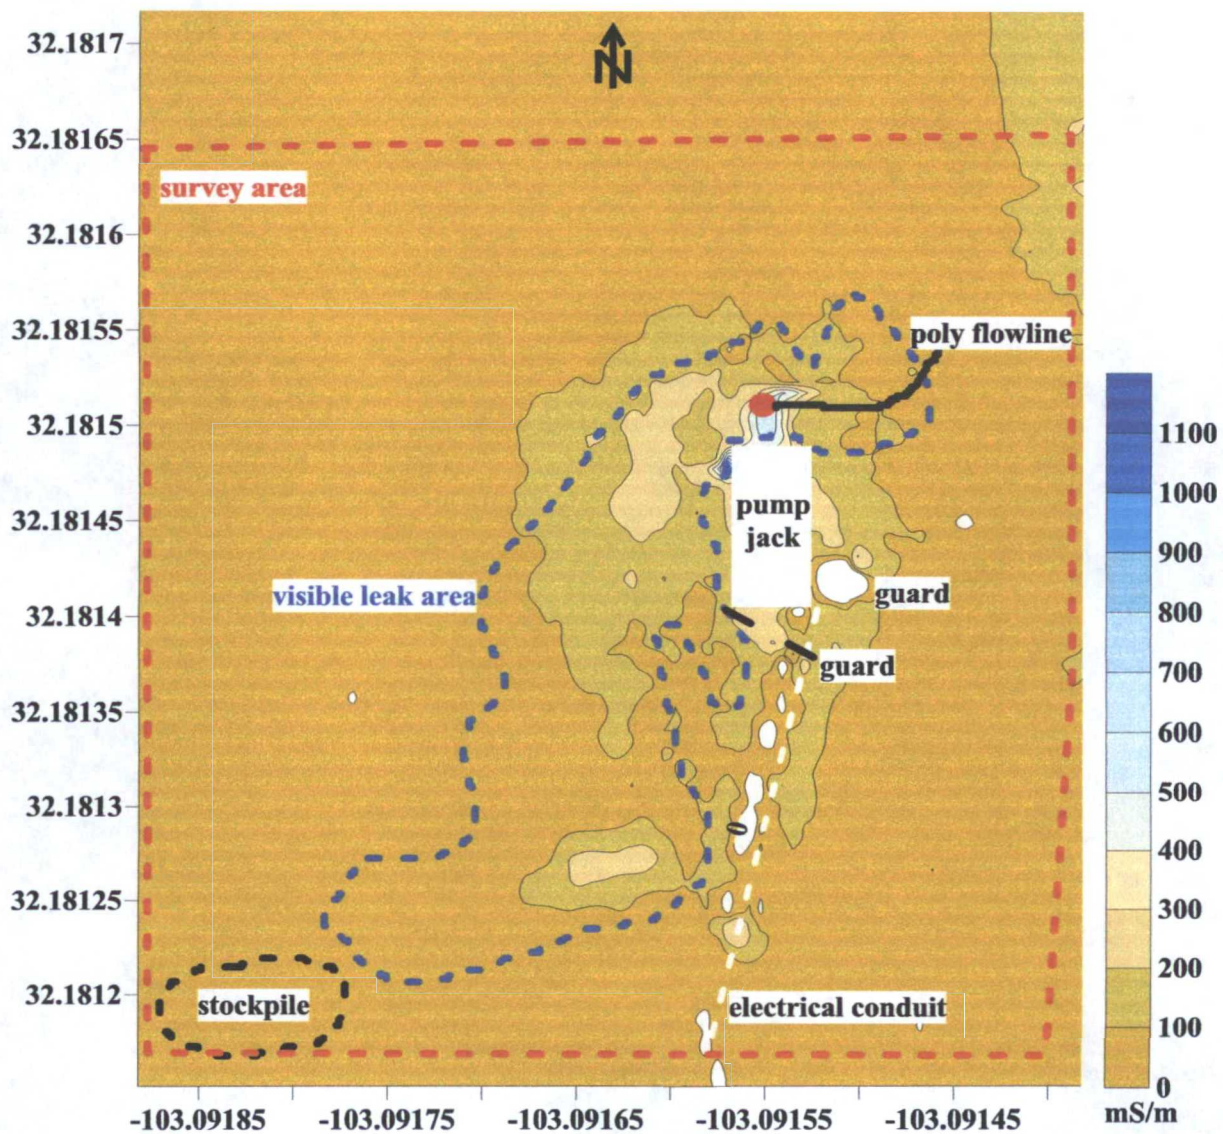 32.1817
N
32.18165
survey area
32.1816
32.18155
poly flowline
32.1815
1100
1000
32.18145
pump
jack
900
visible leak area
guard
800
32.1814
guard
700
32.18135
600
32.1813
0
500
400
32.18125
300
200
32.1812
stockpile
electrical conduit
100
0
mS/m
-103.09185
-103.09175
-103.09165
-103.09155
-103.09145